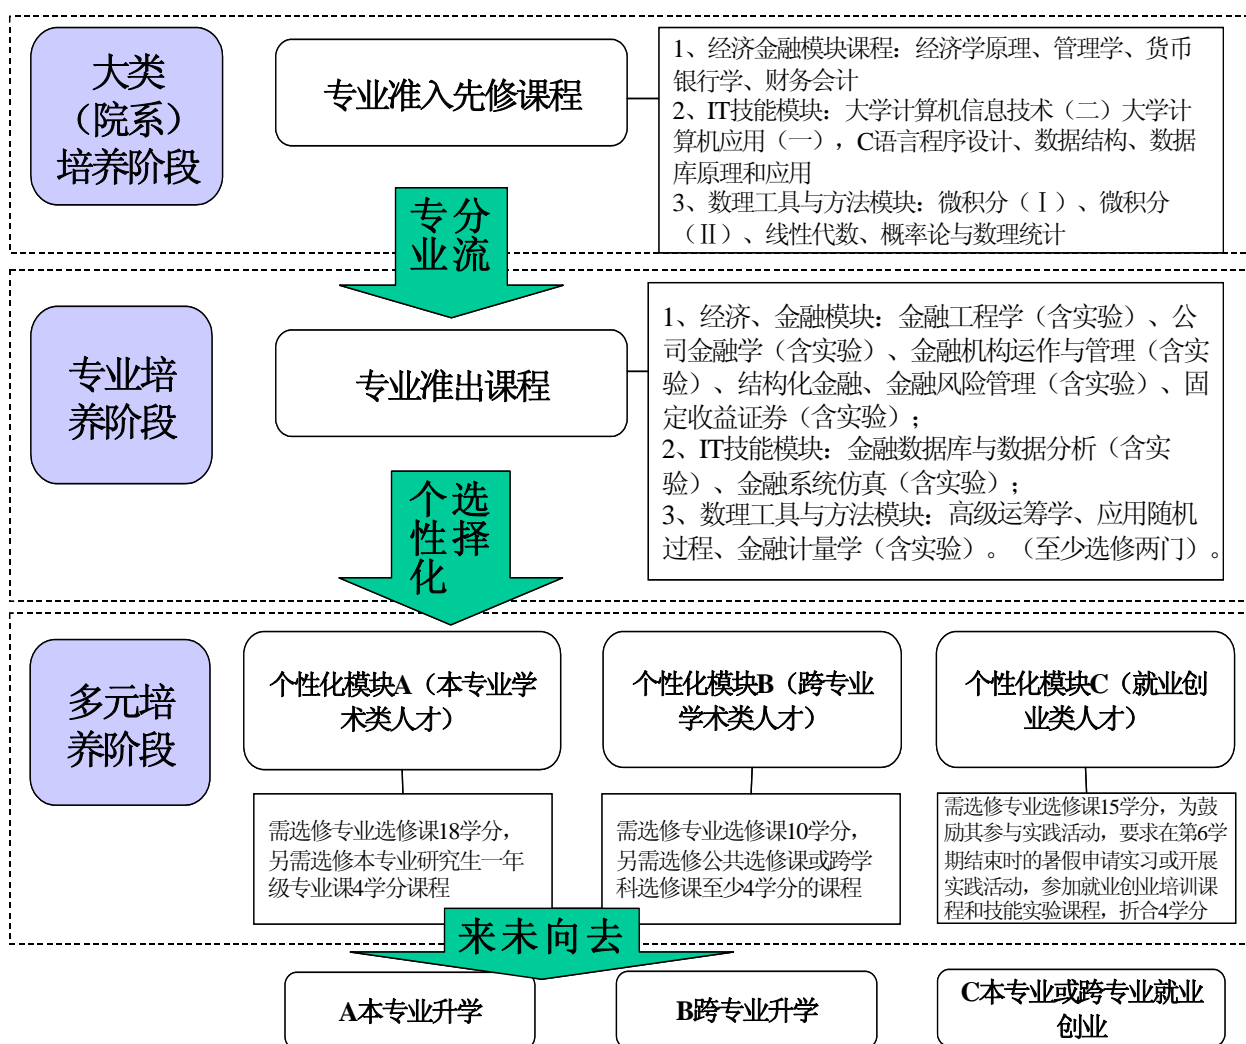 大类
（院系）
培养阶段
专业准入先修课程
1、经济金融模块课程：经济学原理、管理学、货币
银行学、财务会计
2、IT技能模块：大学计算机信息技术（二）大学计
算机应用（一），C语言程序设计、数据结构、数据
库原理和应用
3、数理工具与方法模块：微积分（Ⅰ）、微积分
（Ⅱ）、线性代数、概率论与数理统计
专分
业流
专业培
养阶段
专业准出课程
1、经济、金融模块：金融工程学（含实验）、公
司金融学（含实验）、金融机构运作与管理（含实
验）、结构化金融、金融风险管理（含实验）、固
定收益证券（含实验）；
2、IT技能模块：金融数据库与数据分析（含实
验）、金融系统仿真（含实验）；
3、数理工具与方法模块：高级运筹学、应用随机
过程、金融计量学（含实验）。（至少选修两门）。
个选
性择
化
多元培
养阶段
个性化模块A（本专业学
术类人才）
个性化模块B（跨专业
学术类人才）
个性化模块C（就业创
业类人才）
需选修专业选修课18学分，
另需选修本专业研究生一年
级专业课4学分课程
需选修专业选修课10学分，
另需选修公共选修课或跨学
科选修课至少4学分的课程
需选修专业选修课15学分，为鼓
励其参与实践活动，要求在第6学
期结束时的暑假申请实习或开展
实践活动，参加就业创业培训课
程和技能实验课程，折合4学分
来未向去
A本专业升学
B跨专业升学
C本专业或跨专业就业
创业